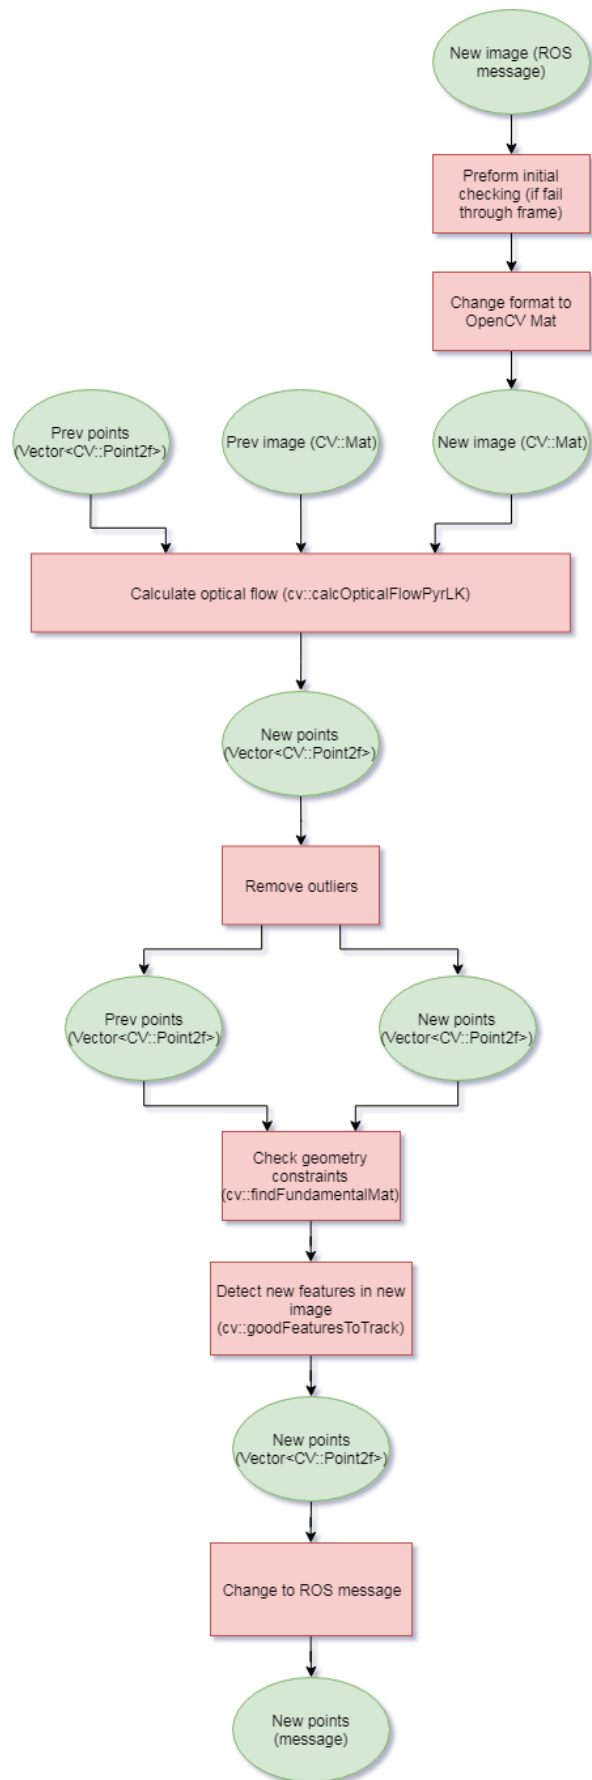 New image (ROS
message)
Preform initial
checking (if fail
through frame)
Change format to
OpenCV Mat
Prev points
(Vector<CV::Point2f>)
Prev image (CV::Mat)
New image (CV::Mat)
Calculate optical flow (cv::calcOpticalFlowPyrLK)
New points
(Vector<CV::Point2f>)
Remove outliers
Prev points
(Vector<CV::Point2f>)
New points
(Vector<CV::Point2f>)
Check geometry
constraints
(cv::findFundamentalMat)
Detect new features in new
image
(cv::goodFeaturesToTrack)
New points
(Vector<CV::Point2f>)
Change to ROS message
New points
(message)